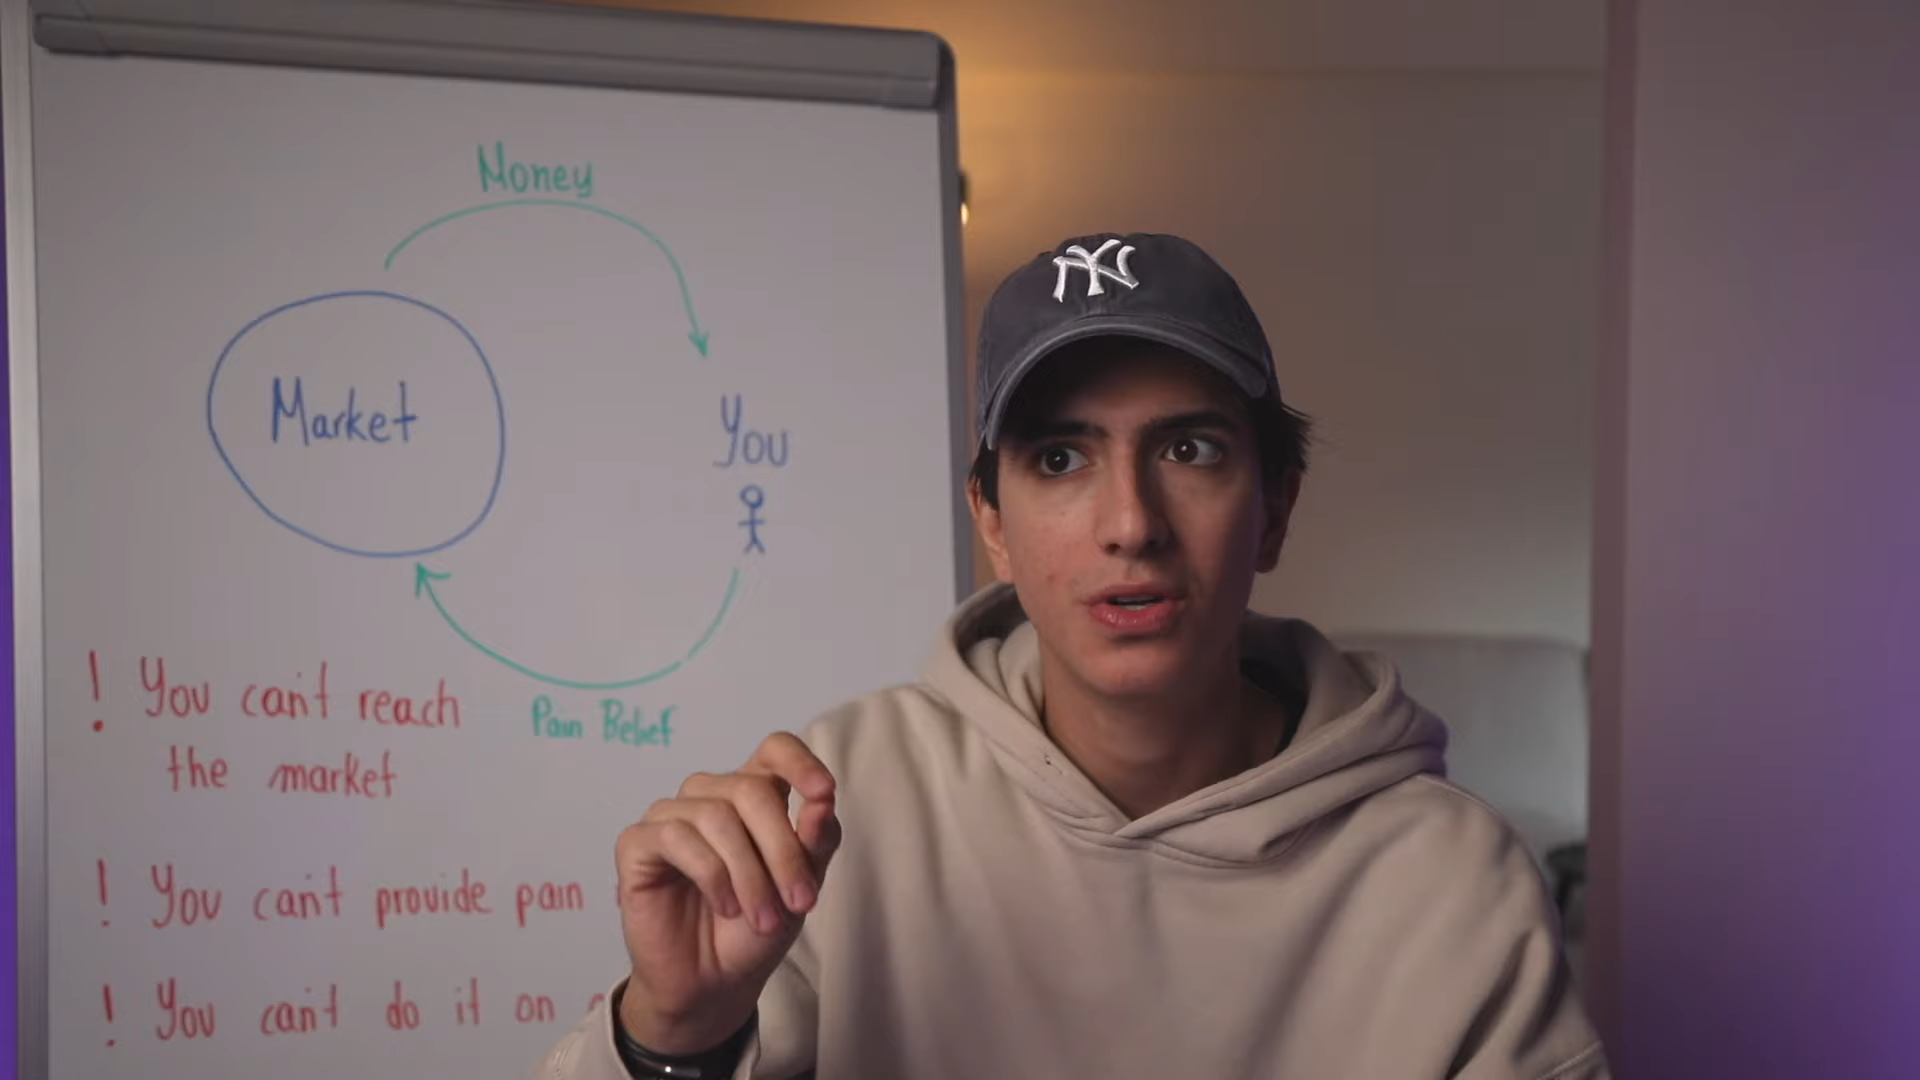 Money
NY
Market
You
! You can't reach
the market
Pain Belief
! You can't provide pain
! You can't do it on